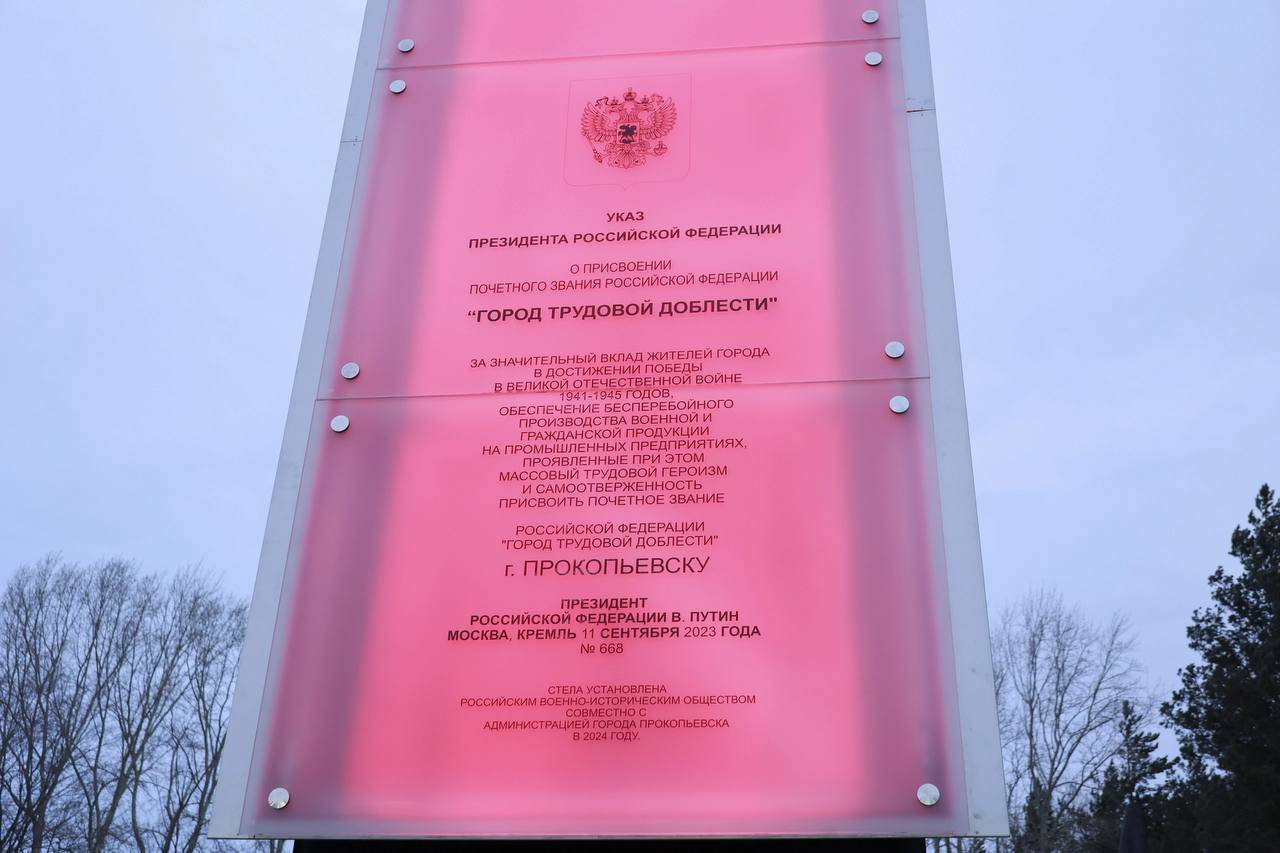 УКАЗ
ПРЕЗИДЕНТА РОССИЙСКОЙ ФЕДЕРАЦИИ
О ПРИСВОЕНИИ
ПОЧЕТНОГО ЗВАНИЯ РОССИЙСКОЙ ФЕДЕРАЦИИ
“ГОРОД ТРУДОВОЙ ДОБЛЕСТИ"
ЗА ЗНАЧИТЕЛЬНЫЙ ВКЛАД ЖИТЕЛЕЙ ГОРОДА
В ДОСТИЖЕНИИ ПОБЕДЫ
В ВЕЛИКОЙ ОТЕЧЕСТВЕННОЙ ВОЙНЕ
1941-1945 ГОДОВ,
ОБЕСПЕЧЕНИЕ БЕСПЕРЕБОЙНОГО
ПРОИЗВОДСТВА ВОЕННОЙ И
ГРАЖДАНСКОЙ ПРОДУКЦИИ
НА ПРОМЫШЛЕННЫХ ПРЕДПРИЯТИЯХ,
ПРОЯВЛЕННЫЕ ПРИ ЭТОМ
МАССОВЫЙ ТРУДОВОЙ ГЕРОИЗМ
И САМООТВЕРЖЕННОСТЬ
ПРИСВОИТЬ ПОЧЕТНОЕ ЗВАНИЕ
РОССИЙСКОЙ ФЕДЕРАЦИИ
"ГОРОД ТРУДОВОЙ ДОБЛЕСТИ"
г. ПРОКОПЬЕВСКУ
ПРЕЗИДЕНТ
РОССИЙСКОЙ ФЕДЕРАЦИИ В. ПУТИН
МОСКВА, КРЕМЛЬ 11 СЕНТЯБРЯ 2023 ГОДА
№ 668
СТЕЛА УСТАНОВЛЕНА
РОССИЙСКИМ ВОЕННО-ИСТОРИЧЕСКИМ ОБЩЕСТВОМ
СОВМЕСТНО С
АДМИНИСТРАЦИЕЙ ГОРОДА ПРОКОПЬЕВСКА
В 2024 ГОДУ.